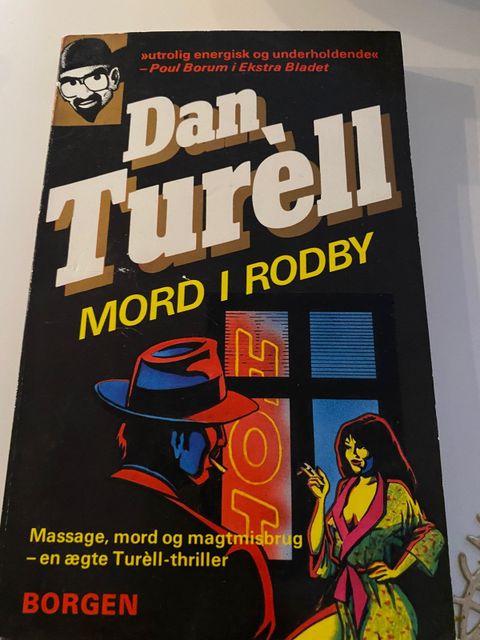 »utrolig energisk og underholdende«
– Poul Borum i Ekstra Bladet
Dan
Turèll
MORD I RODBY
HOT
Massage, mord og magtmisbrug
– en ægte Turèll-thriller
BORGEN